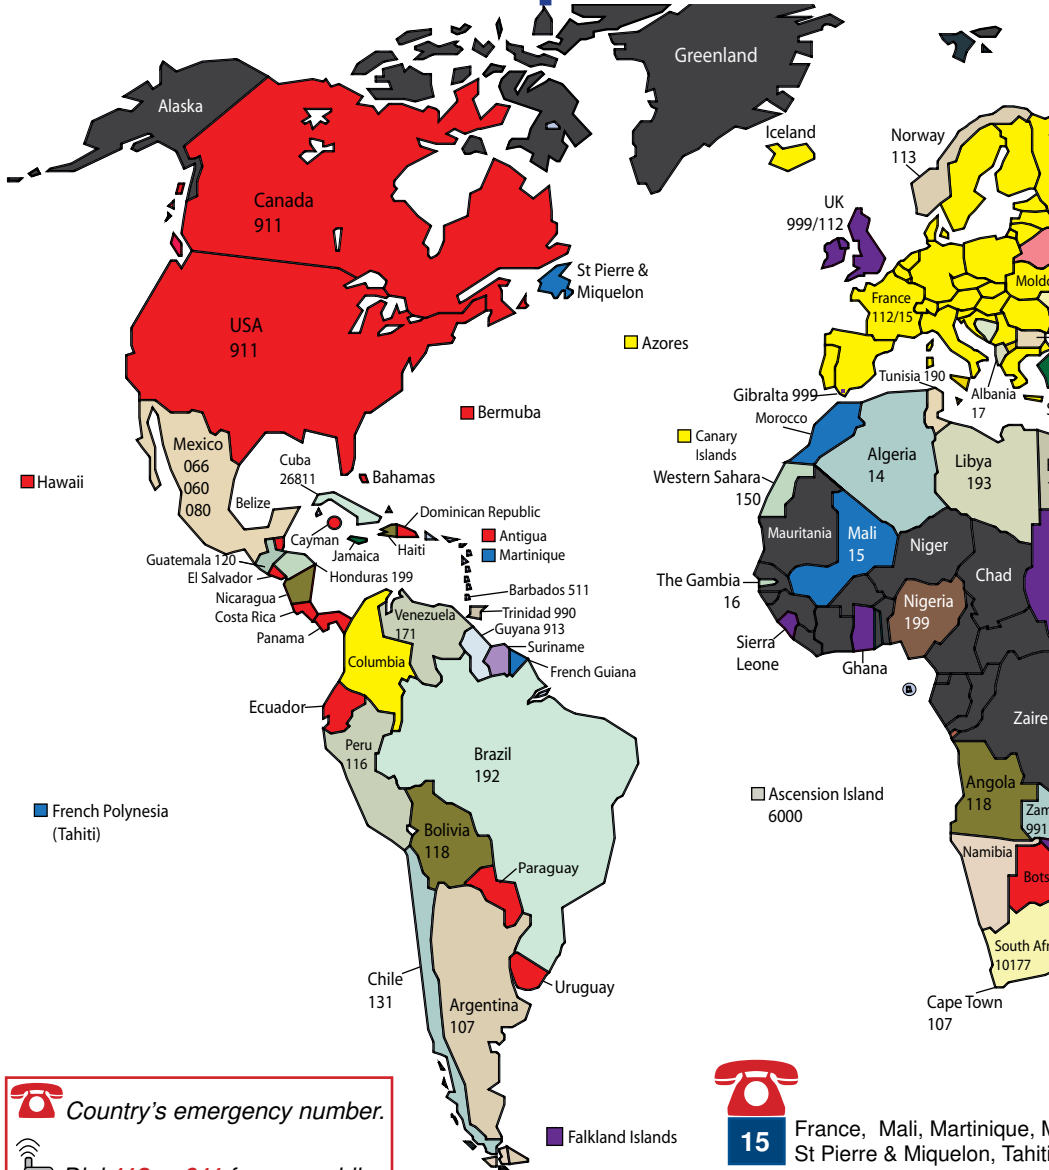 Greenland
Alaska
Iceland
Norway
113
Canada
911
UK
999/112
St Pierre &
Miquelon
France
112/15
USA
911
Azores
Tunisia 190
Albania
17
Gibralta 999
Bermuba
Morocco
Canary
Islands
Mexico
066
060
080
Algeria
14
Libya
193
Cuba
26811
Bahamas
Hawaii
Western Sahara
150
Belize
Dominican Republic
Cayman
Jamaica
Haiti
Antigua
Martinique
Mauritania
Mali
15
Niger
Guatemala 120
El Salvador
Honduras 199
Nicaragua
Costa Rica
Panama
Barbados 511
Trinidad 990
Guyana 913
Suriname
French Guiana
Venezuela
171
The Gambia
16
Chad
Nigeria
199
Sierra
Leone
Ghana
Columbia
Ecuador
Zaire
Peru
116
Brazil
192
Angola
118
Zam
991
Ascension Island
6000
French Polynesia
(Tahiti)
Bolivia
118
Namibia
Paraguay
Bots
South Afr
10177
Chile
131
Uruguay
Argentina
107
Cape Town
107
Country's emergency number.
Falkland Islands
15
France, Mali, Martinique, M
St Pierre & Miquelon, Tahiti